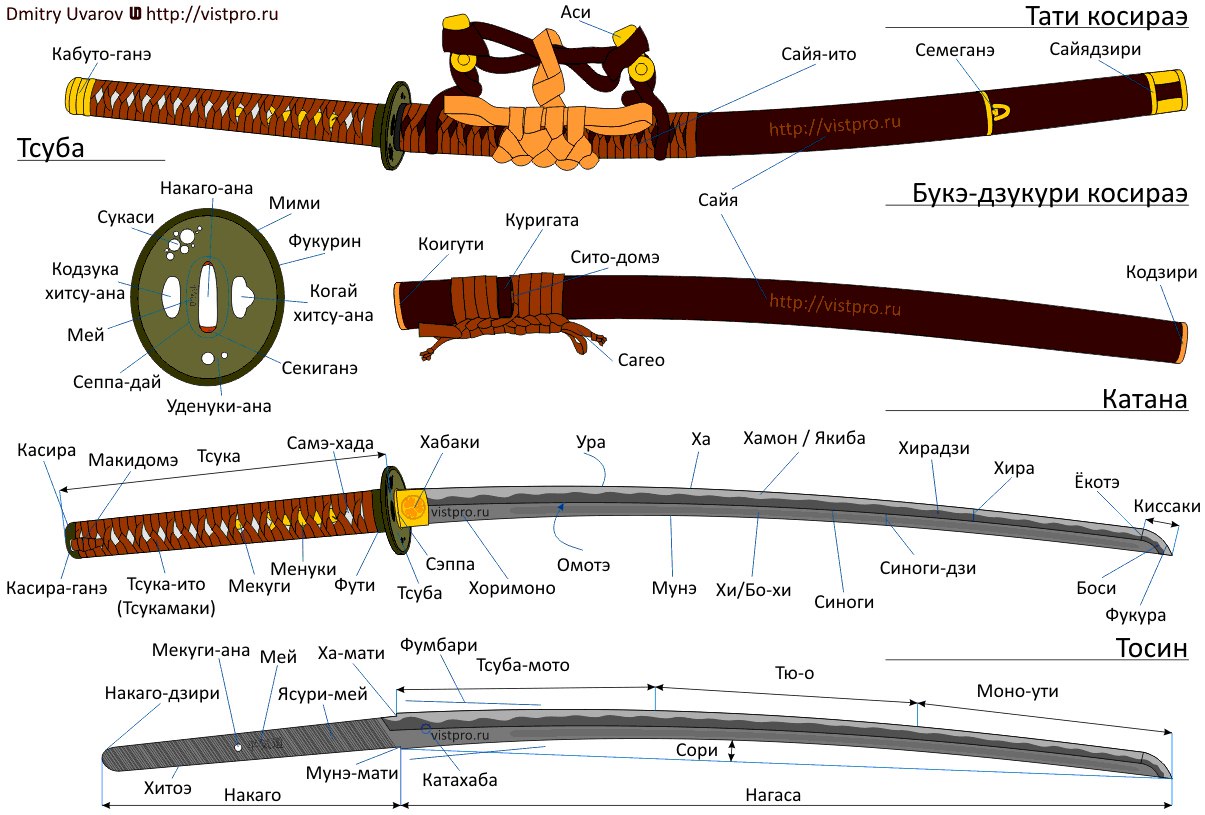 Dmitry Uvarov http://vistpro.ru
Тати косираэ
Аси
Кабуто-ганэ
Сайя-ито
Семеганэ
Сайядзири
http://vistpro.ru
Сайя
Тсуба
Накаго-ана
Сукаси
Мими
Фукурин
Кодзука
хитсу-ана
Когай
хитсу-ана
Мей
Секиганэ
Сеппа-дай
Уденуки-ана
Букэ-дзукури косираэ
Куригата
Коигути
Сито-домэ
Кодзири
http://vistpro.ru
Сагео
Катана
Касира
Макидомэ
Тсука
Самэ-хада
Хабаки
Ура
Ха
Хамон / Якиба
Хирадзи
Хира
Ёкотэ
Киссаки
vistpro.ru
Касира-ганэ
Тсука-ито
(Тсукамаки)
Мекуги
Менуки
Фути
Тсуба
Сэппа
Хоримоно
Омотэ
Мунэ
Хи/Бо-хи
Синоги
Синоги-дзи
Боси
Фукура
Тосин
Мекуги-ана
Мей
Ха-мати
Фумбари
Тсуба-мото
Тю-о
Моно-ути
Накаго-дзири
Ясури-мей
vistpro.ru
Сори
Хитоэ
Мунэ-мати
Катахаба
Накаго
Нагаса